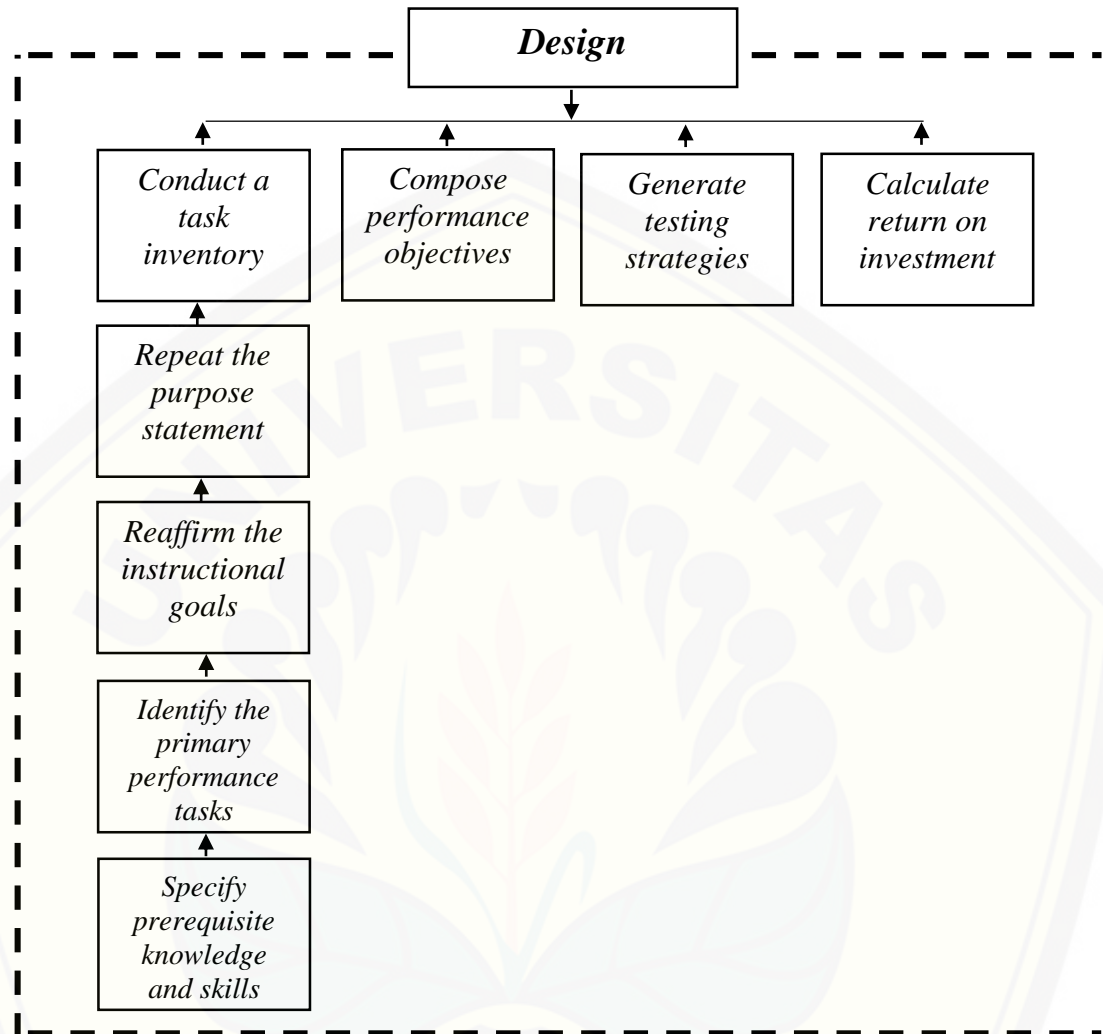 Design
Conduct a
task
inventory
Compose
performance
objectives
Generate
testing
strategies
Calculate
return on
investment
Repeat the
purpose
statement
Reaffirm the
instructional
goals
Identify the
primary
performance
tasks
Specify
prerequisite
knowledge
and skills
UNIVERSITAS